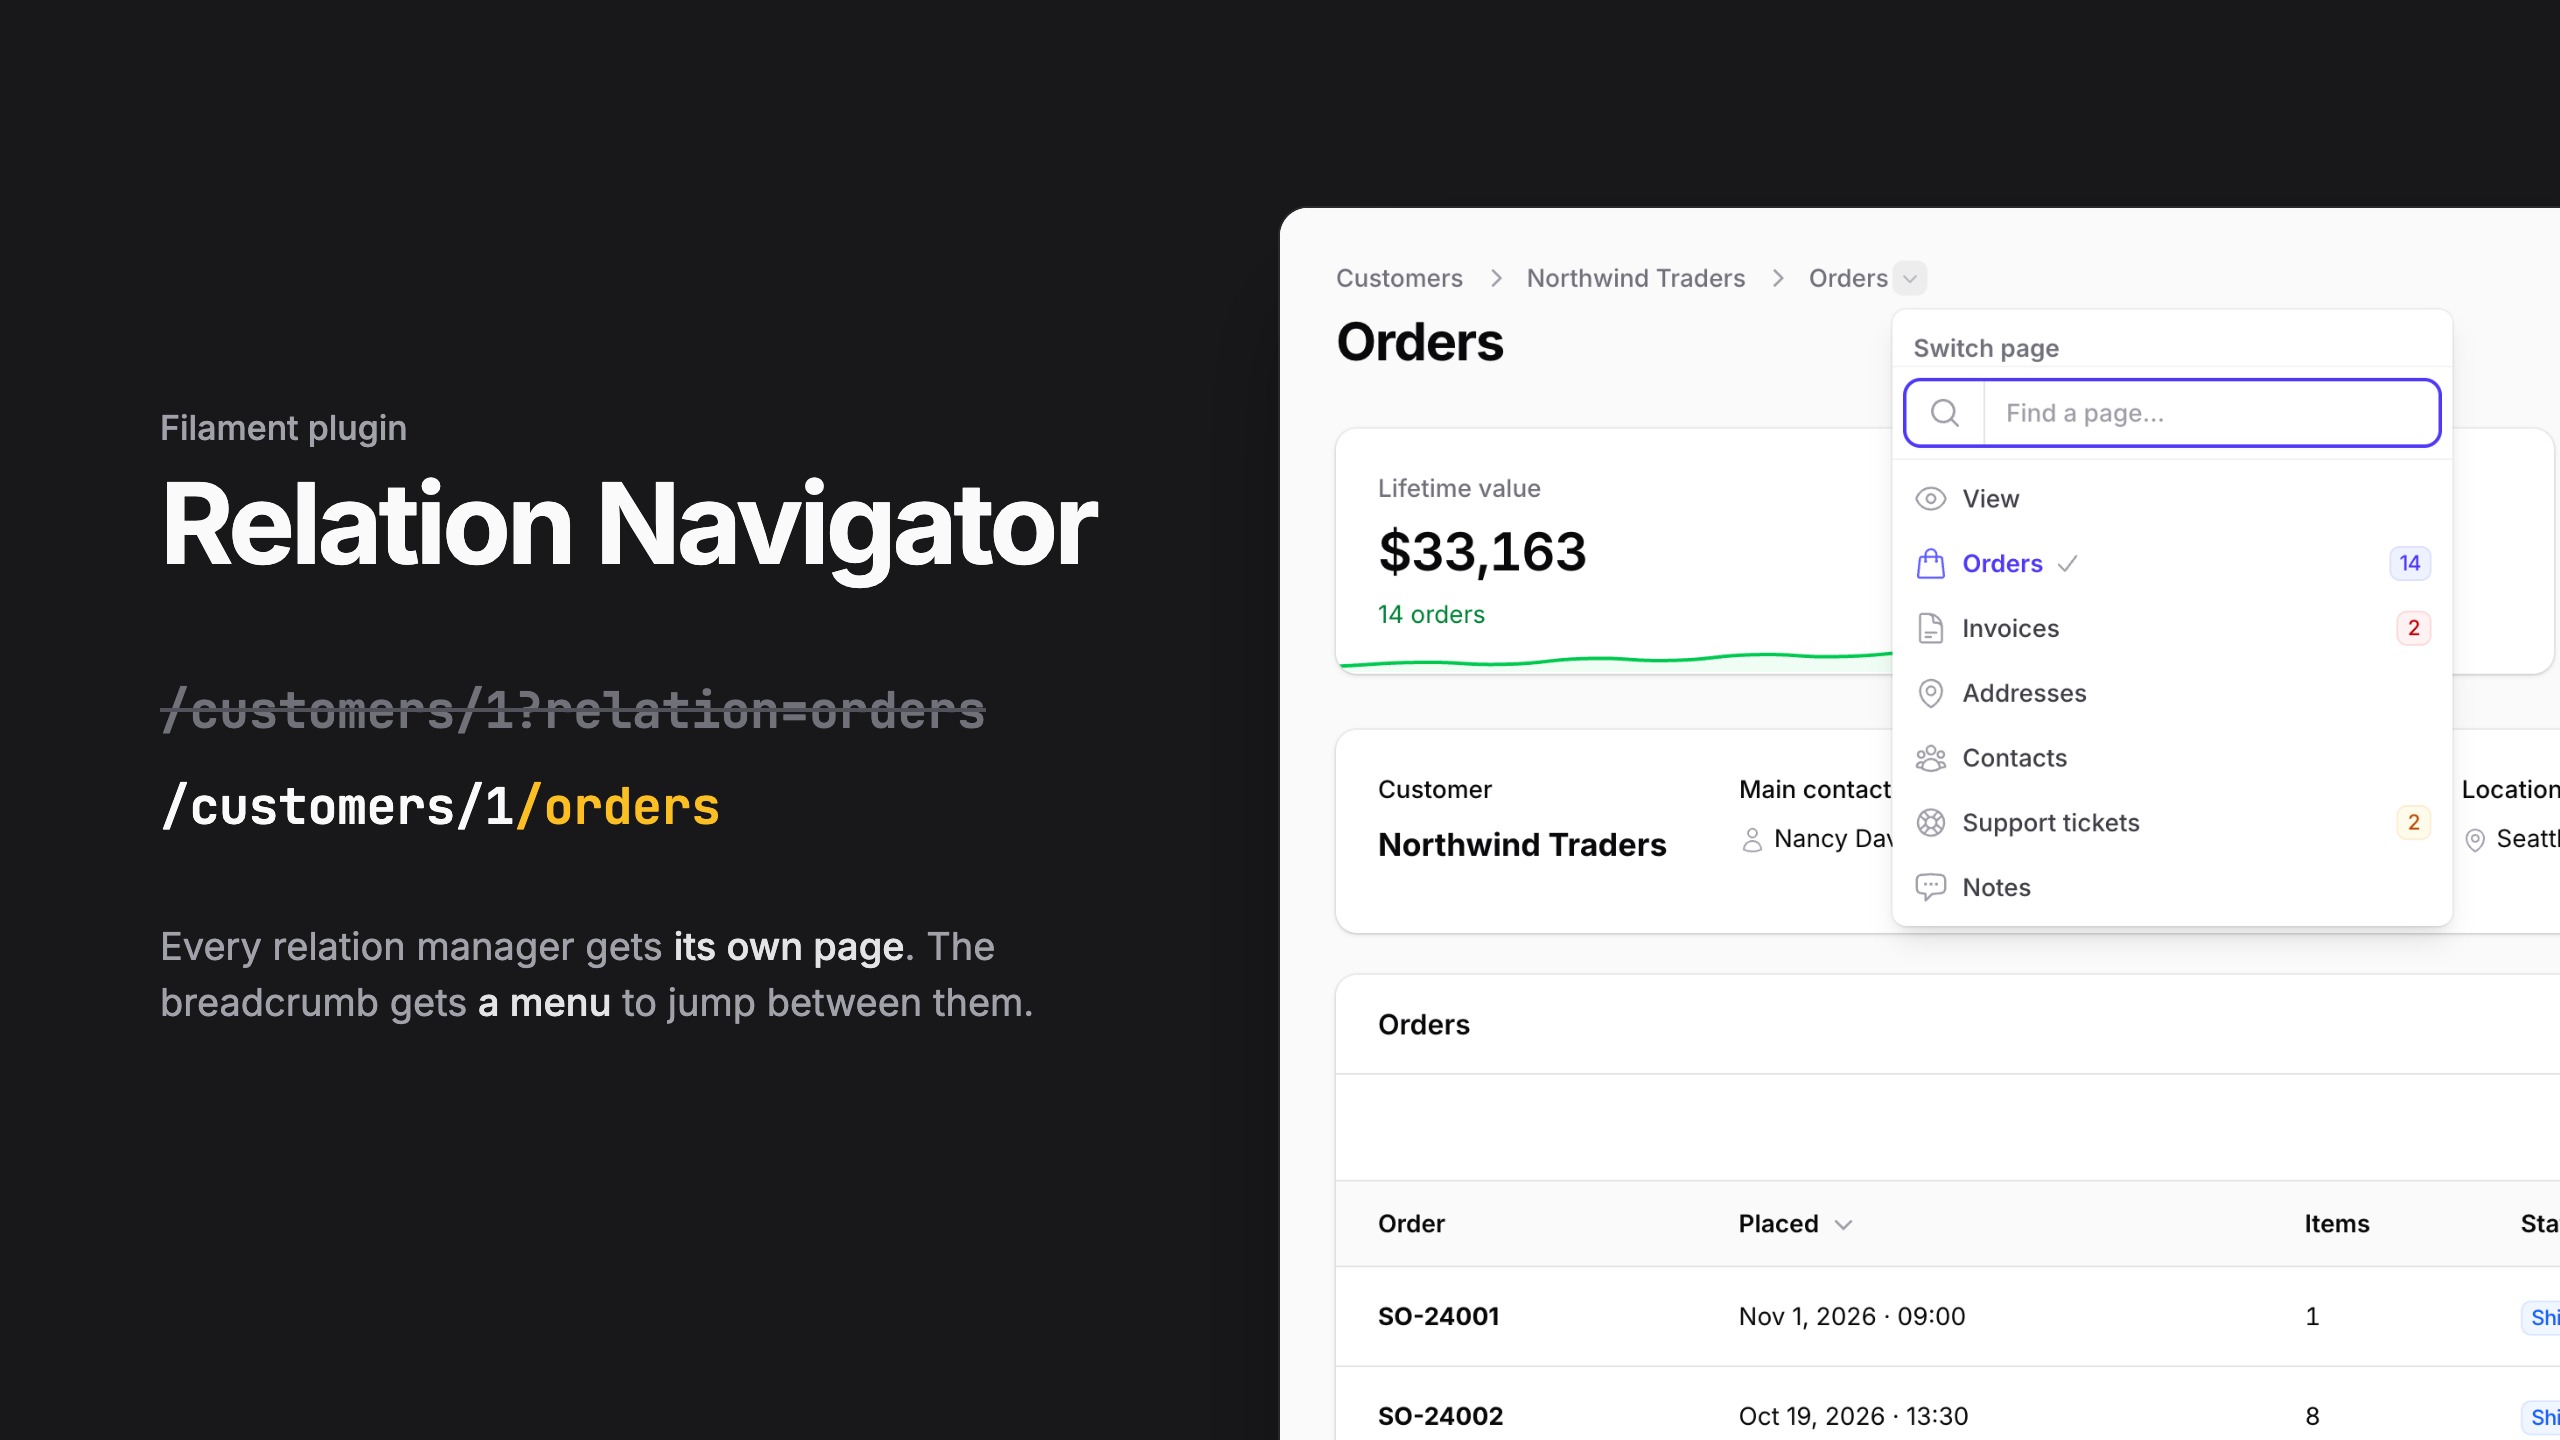 Filament plugin
Relation Navigator
/customers/1?relation=orders
/customers/1/orders
Every relation manager gets its own page. The
breadcrumb gets a menu to jump between them.
Customers
Northwind Traders
Orders
Orders
Switch page
Find a page...
View
Orders
14
Invoices
2
Addresses
Contacts
Support tickets
2
Notes
Lifetime value
$33,163
14 orders
Customer
Northwind Traders
Main contact
Nancy
Location
Orders
Order
Placed
Items
SO-24001
Nov 1, 2026 · 09:00
1
SO-24002
Oct 19, 2026 · 13:30
8